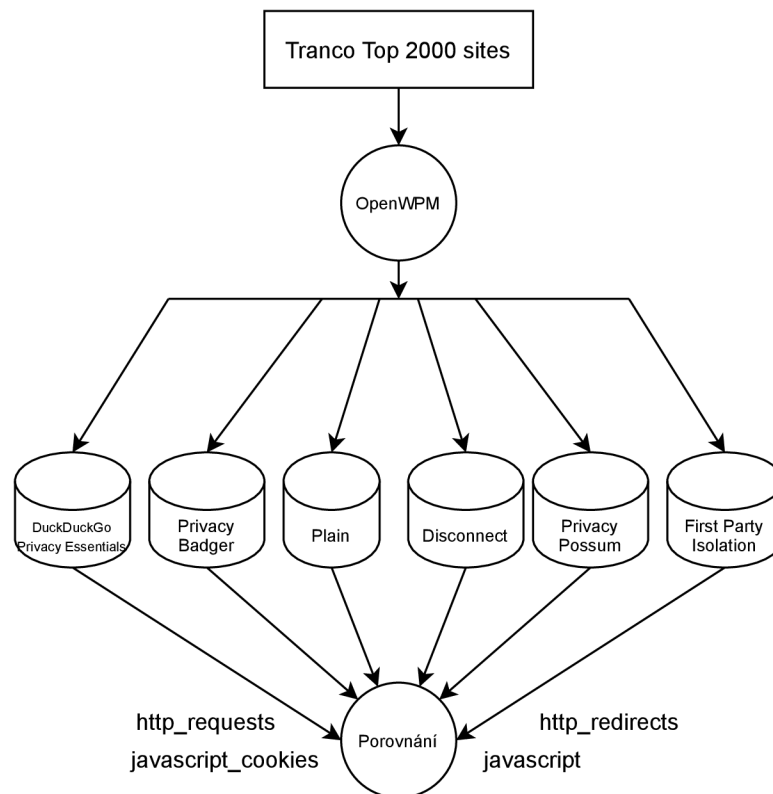 Tranco Top 2000 sites
OpenWPM
DuckDuckGo
Privacy Essentials
Privacy
Badger
Plain
Disconnect
Privacy
Possum
First Party
Isolation
http_requests
javascript_cookies
Porovnání
http_redirects
javascript